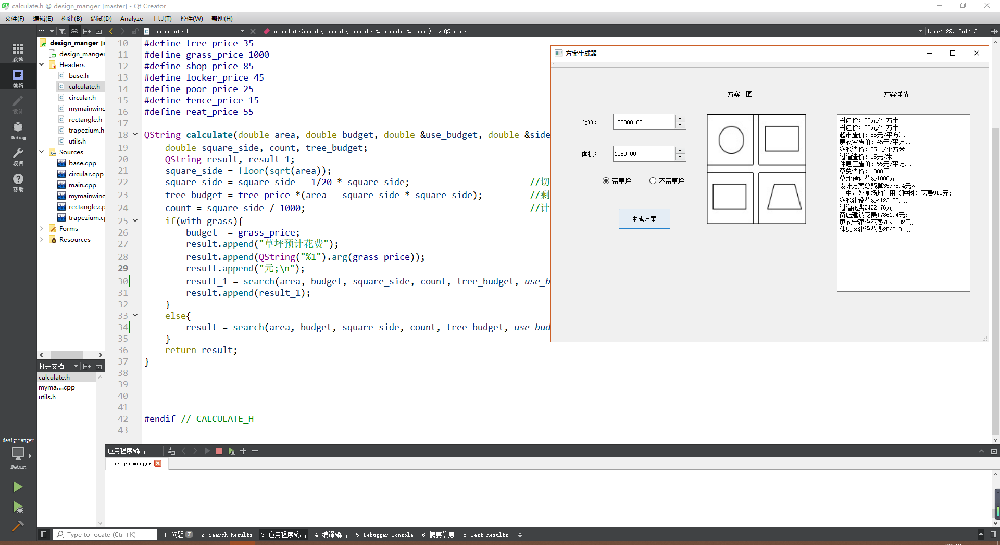 calculate.h @ design_manger [master] - Qt Creator
文件(F) 编辑(E) 构建(B) 调试(D) Analyze 工具(T) 控件(W) 帮助(H)
calculate.h
calculate(double, double, double &, double &, bool) -> QString
Line: 29, Col: 31
欢迎
编辑
设计
Debug
项目
帮助
desig···anger
Debug
design_manger [
design_manger
Headers
base.h
calculate.h
circular.h
mymainwinc
rectangle.h
trapezium.h
utils.h
Sources
base.cpp
circular.cpp
main.cpp
mymainwinc
rectangle.cp
trapezium.cp
Forms
Resources
打开文档
calculate.h
myma....cpp
utils.h
10 #define tree_price 35
11 #define grass_price 1000
12 #define shop_price 85
13 #define locker_price 45
14 #define poor_price 25
15 #define fence_price 15
16 #define reat_price 55
17
18 QString calculate(double area, double budget, double &use_budget, double &side
19 double square_side, count, tree_budget;
20 QString result, result_1;
21 square_side = floor(sqrt(area));
22 square_side = square_side - 1/20 * square_side; //切
23 tree_budget = tree_price *(area - square_side * square_side); //剩
24 count = square_side / 1000; //计
25 if(with_grass){
26 budget -= grass_price;
27 result.append("草坪预计花费");
28 result.append(QString("%1").arg(grass_price));
29 result.append("元;\n");
30 result_1 = search(area, budget, square_side, count, tree_budget, use_b
31 result.append(result_1);
32 }
33 else{
34 result = search(area, budget, square_side, count, tree_budget, use_bud
35 }
36 return result;
37 }
38
39
40
41
42 #endif // CALCULATE_H
43
方案生成器
方案草图
方案详情
预算：
100000.00
面积：
1050.00
带草坪 不带草坪
生成方案
树造价：35元/平方米
树造价：35元/平方米
超市造价：85元/平方米
更衣室造价：45元/平方米
泳池造价：25元/平方米
过道造价：15元/米
休息区造价：55元/平方米
草总造价：1000元
草坪预计花费1000元;
设计方案总预算35978.4元。
其中，外围场地利用（种树）花费910元;
泳池建设花费4123.88元;
过道花费2422.76元;
商店建设花费17861.4元;
更衣室建设花费7092.02元;
休息区建设花费2568.3元;
应用程序输出
design_manger
Type to locate (Ctrl+K)
1 问题 7 2 Search Results 3 应用程序输出 4 编译输出 5 Debugger Console 6 概要信息 8 Test Results